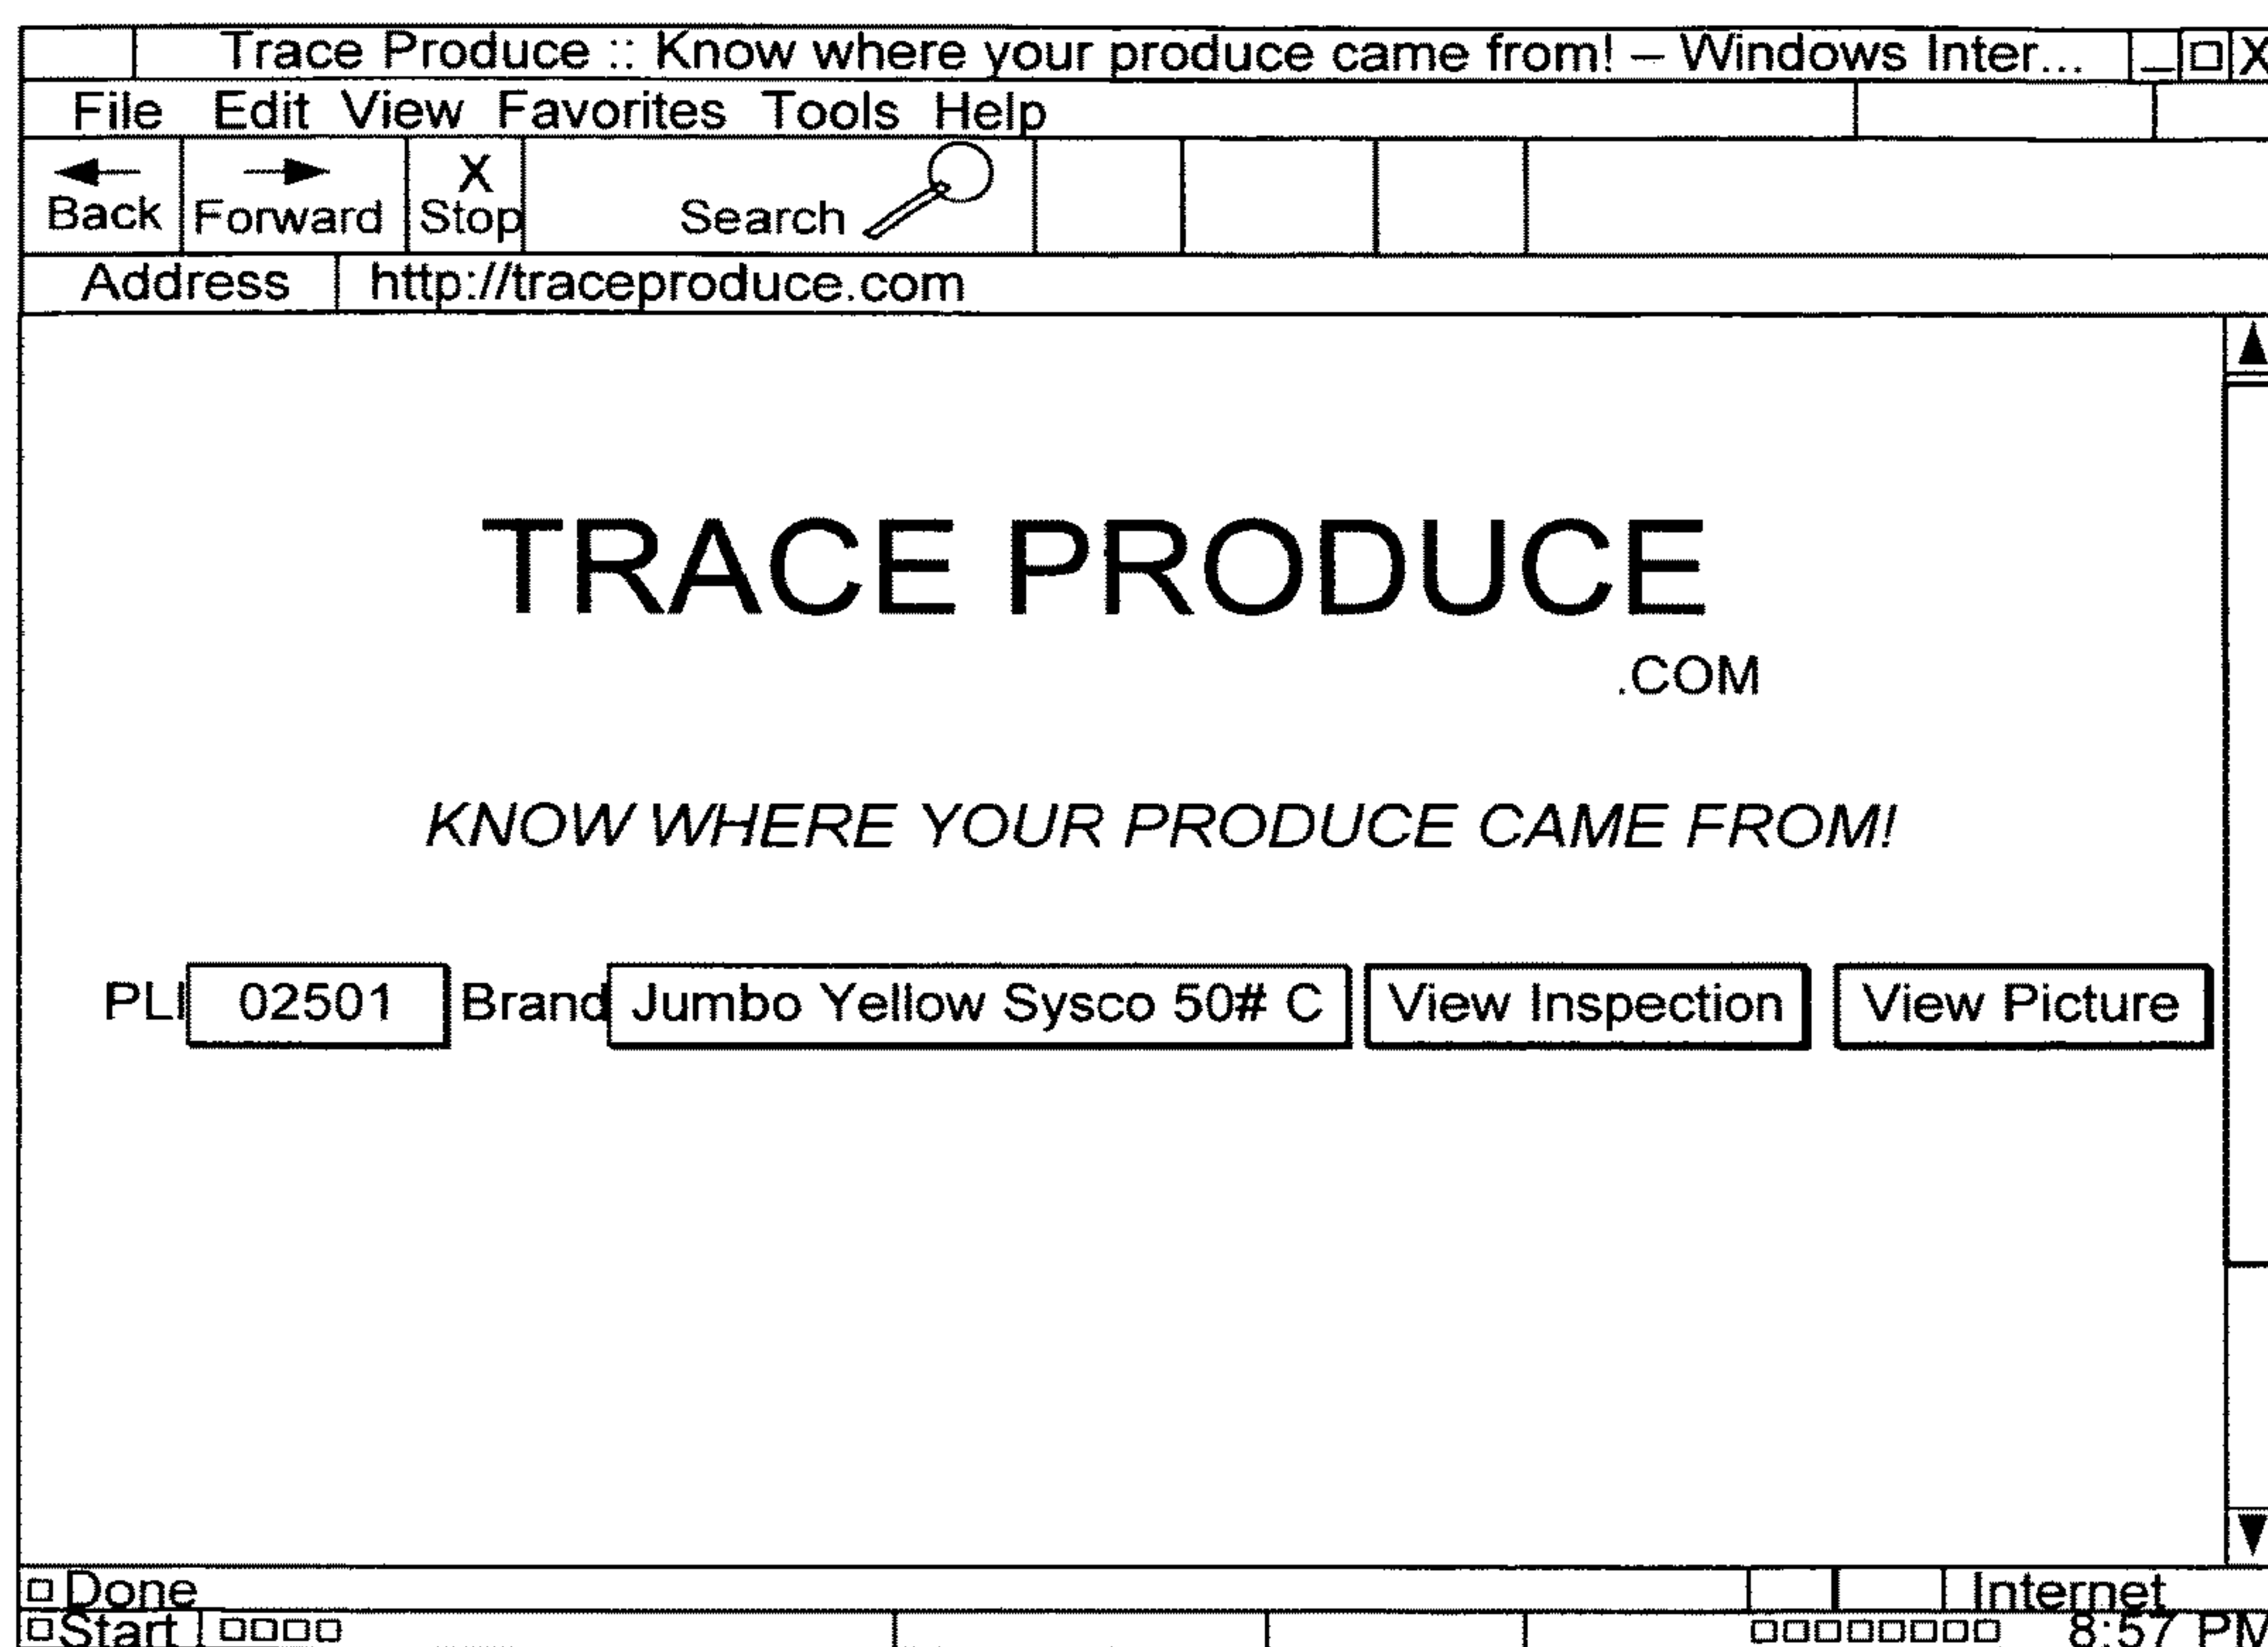 Trace Produce :: Know where your produce came from! – Windows Inter... _ X
File Edit View Favorites Tools Help
X
Back Forward Stop Search
Address http://traceproduce.com
TRACE PRODUCE
.COM
KNOW WHERE YOUR PRODUCE CAME FROM!
PLI 02501 Brand Jumbo Yellow Sysco 50# C View Inspection View Picture
Done Internet
Start 8:57 PM